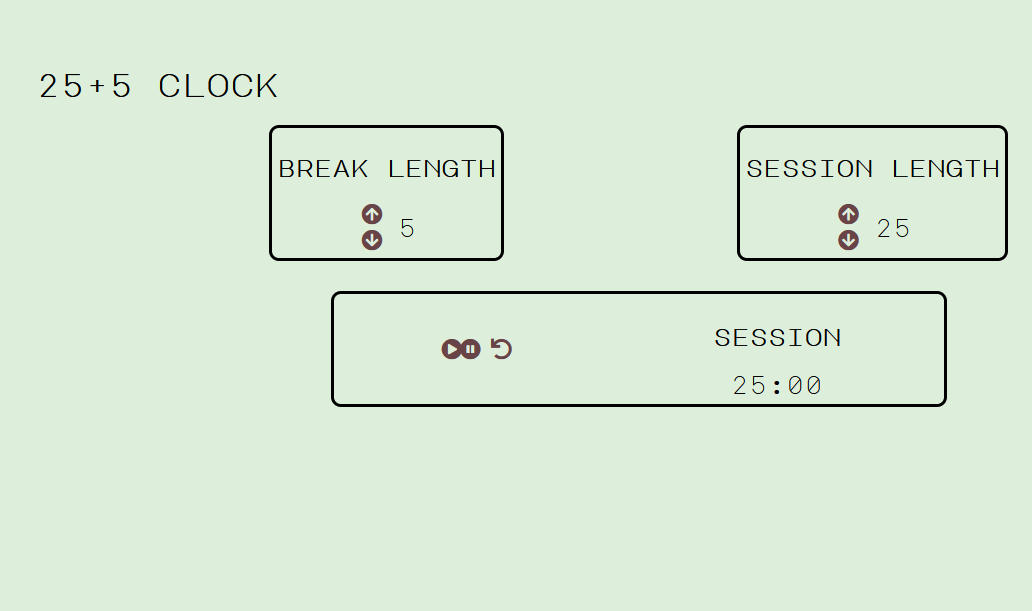 25+5 CLOCK
BREAK LENGTH
5
SESSION LENGTH
25
SESSION
25:00